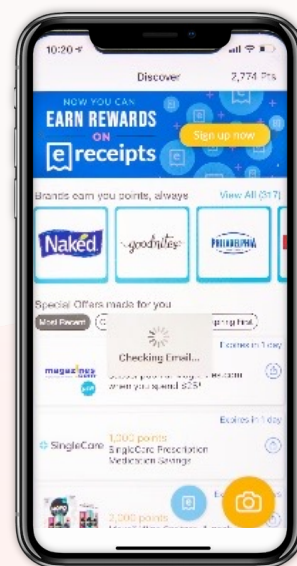 10:20
Discover
2,774 Pts
NOW YOU CAN
EARN REWARDS
ON
e receipts
Sign up now
Brands earn you points, always
View All (317)
Naked
goodnites
PHILADELPHIA
Special Offers made for you
Most Recent
Expires in 1 day
Checking Email...
magazines
.com
when you spend $25!
Expires in 1 day
SingleCare
1,000 points
SingleCare Prescription
Medication Savings
2,000 points